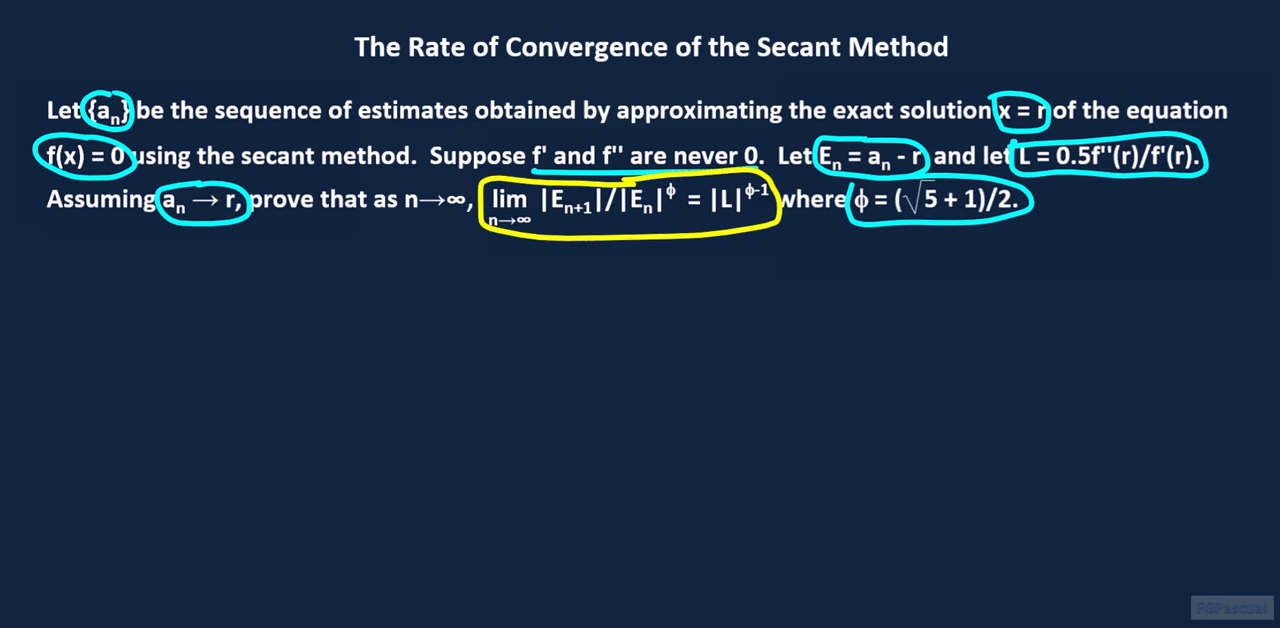 The Rate of Convergence of the Secant Method
Let {aₙ} be the sequence of estimates obtained by approximating the exact solution x = r of the equation
f(x) = 0 using the secant method. Suppose f' and f'' are never 0. Let Eₙ = aₙ - r and let L = 0.5f''(r)/f'(r).
Assuming aₙ → r, prove that as n→∞, lim n→∞ |Eₙ₊₁|/|Eₙ|^ϕ = |L|^ϕ-1 where ϕ = (√5 + 1)/2.
FGPascual